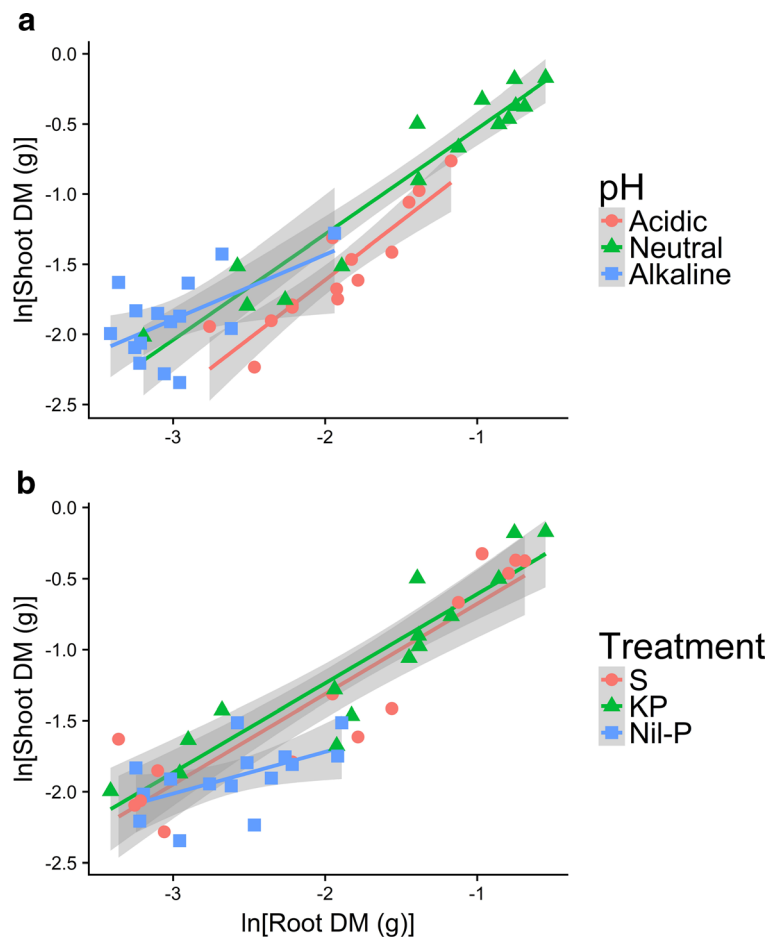 a
0.0
-0.5
-1.0
-1.5
-2.0
-2.5
ln[Shoot DM (g)]
-3
-2
-1
pH
Acidic
Neutral
Alkaline
b
0.0
-0.5
-1.0
-1.5
-2.0
-2.5
ln[Shoot DM (g)]
-3
-2
-1
ln[Root DM (g)]
Treatment
S
KP
Nil-P